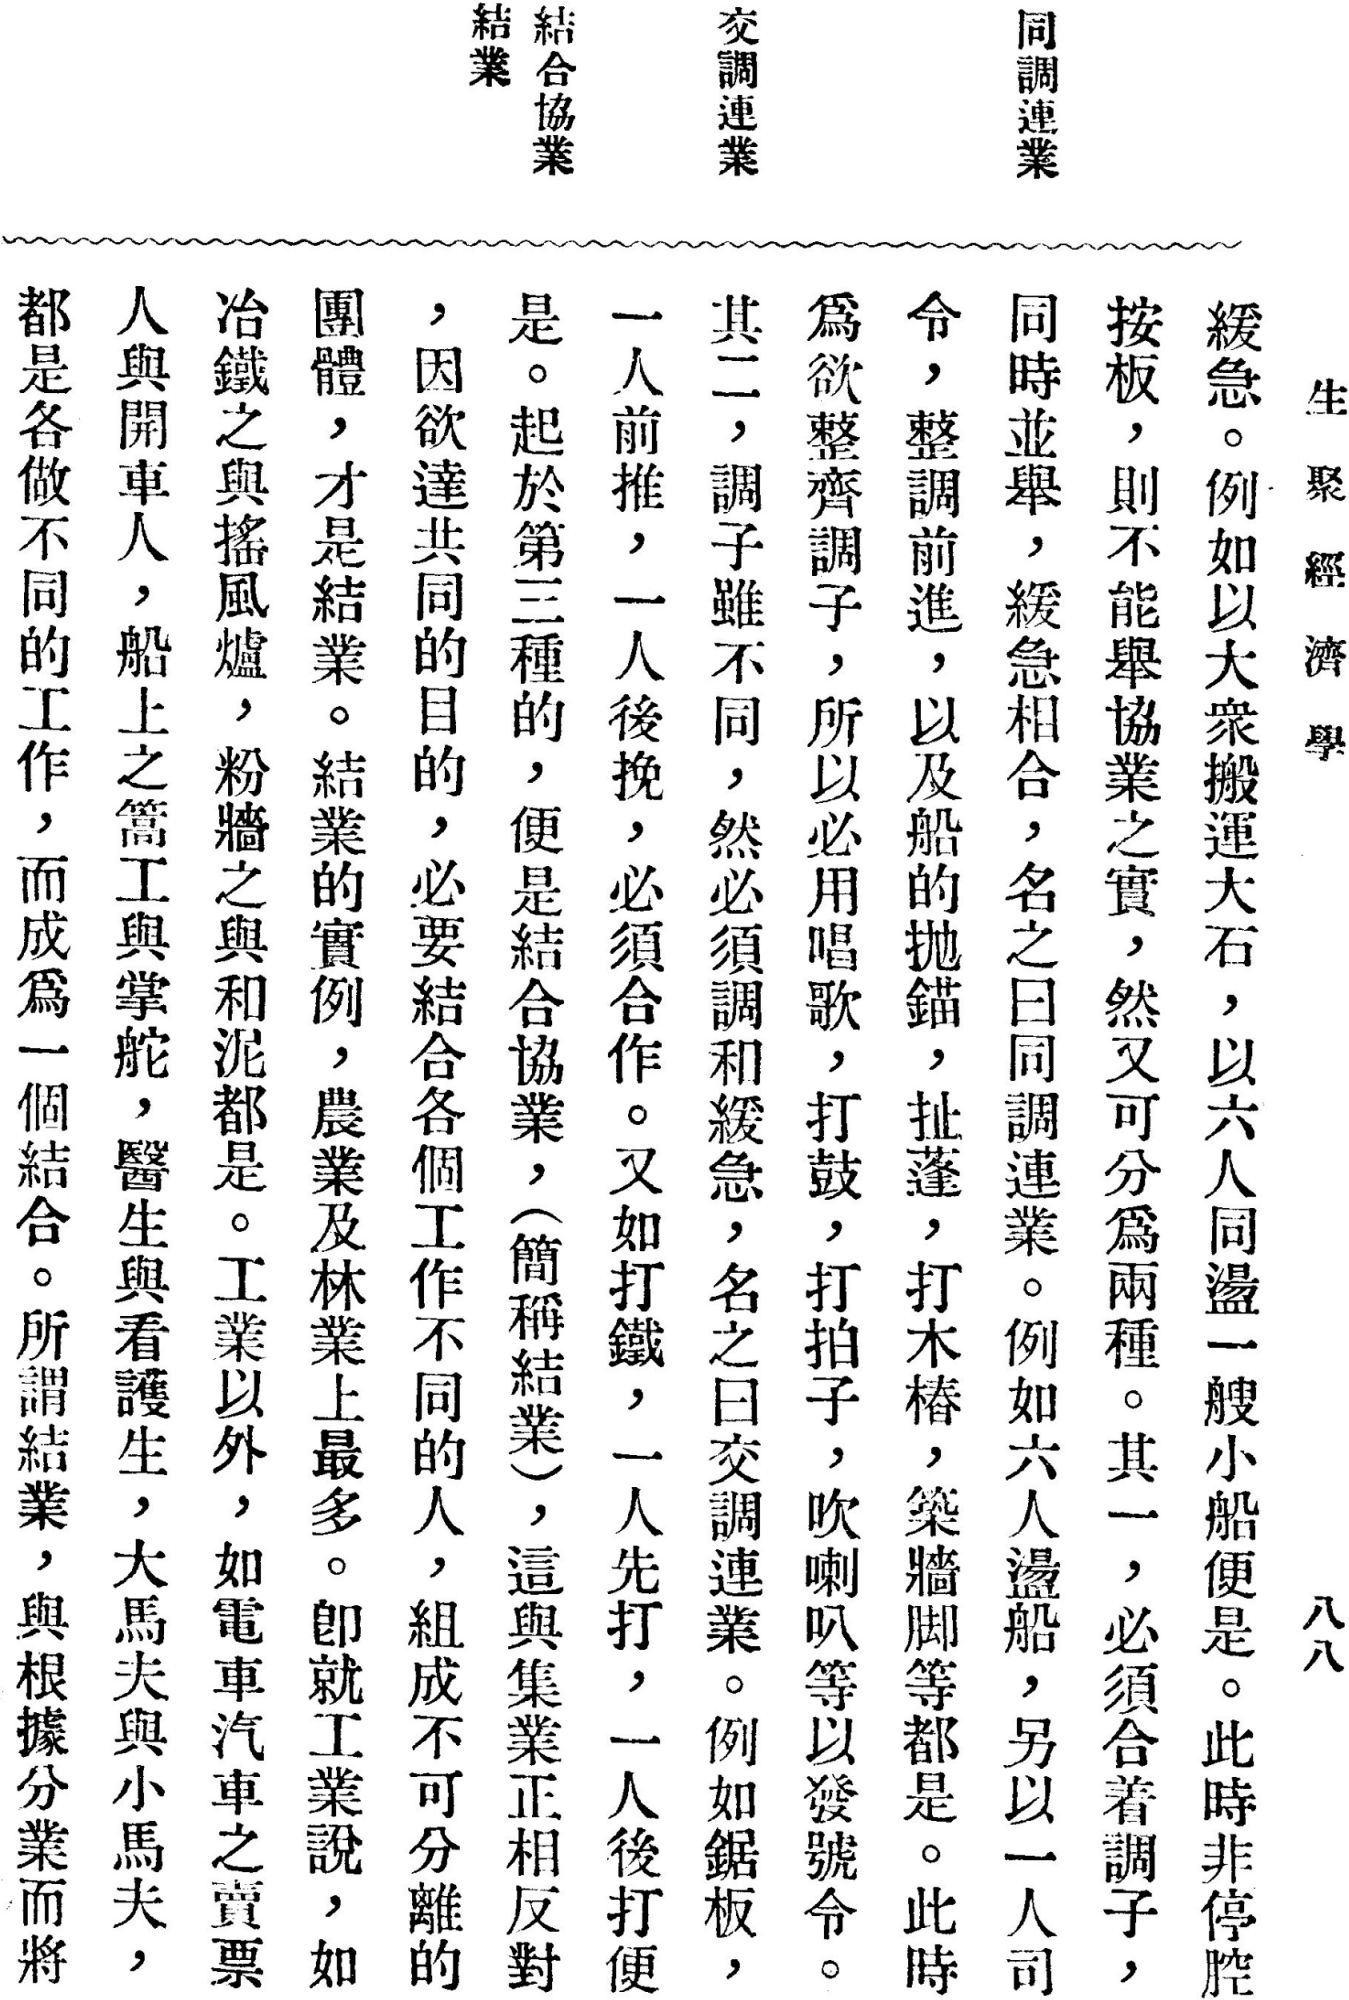 生聚經濟學
八八
緩急。例如以大衆搬運大石，以六人同盪一艘小船便是。此時非停腔
按板，則不能舉協業之實，然又可分爲兩種。其一，必須合着調子，
同時並舉，緩急相合，名之曰同調連業。例如六人盪船，另以一人司
令，整調前進，以及船的拋錨，扯蓬，打木樁，築牆脚等都是。此時
爲欲整齊調子，所以必用唱歌，打鼓，打拍子，吹喇叭等以發號令。
其二，調子雖不同，然必須調和緩急，名之曰交調連業。例如鋸板，
一人前推，一人後挽，必須合作。又如打鐵，一人先打，一人後打便
是。起於第三種的，便是結合協業，（簡稱結業），這與集業正相反對
，因欲達共同的目的，必要結合各個工作不同的人，組成不可分離的
團體，才是結業。結業的實例，農業及林業上最多。卽就工業說，如
冶鐵之與搖風爐，粉牆之與和泥都是。工業以外，如電車汽車之賣票
人與開車人，船上之篙工與掌舵，醫生與看護生，大馬夫與小馬夫，
都是各做不同的工作，而成爲一個結合。所謂結業，與根據分業而將
同調連業
交調連業
結合協業
結業